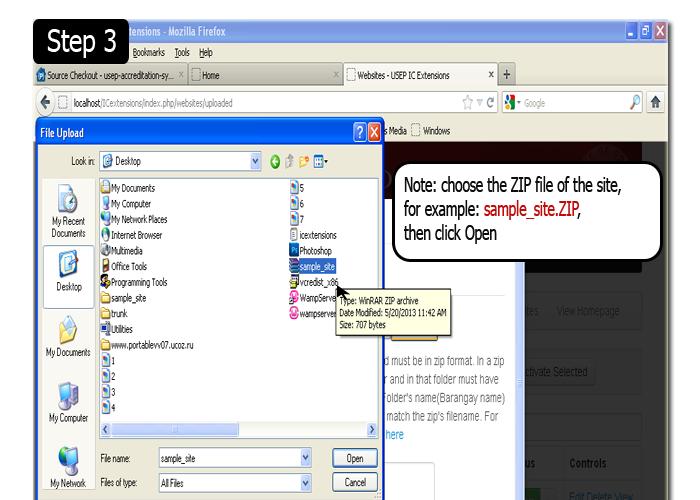 Step 3
tensions - Mozilla Firefox
Bookmarks Tools Help
Source Checkout - usep-accreditation-sy... ×
Home ×
Websites - USEP IC Extensions ×
+
localhost/ICextensions/index.php/websites/uploaded
Google
s Media
Windows
File Upload
Look in:
Desktop
My Recent
Documents
Desktop
My Documents
My Computer
My Network
My Documents
My Computer
My Network Places
Internet Browser
Multimedia
Office Tools
Programming Tools
sample_site
trunk
Utilities
www.portablevv07.ucoz.ru
1
2
3
4
5
6
7
icextensions
Photoshop
sample_site
vcredist_x86
WampServer
wampserver
Type: WinRAR ZIP archive
Date Modified: 5/20/2013 11:42 AM
Size: 707 bytes
Note: choose the ZIP file of the site,
for example: sample_site.ZIP,
then click Open
View Homepage
d must be in zip format. In a zip
r and in that folder must have
older's name(Barangay name)
match the zip's filename. For
here
ctivate Selected
us
Controls
Edit Delete View
File name:
sample_site
Open
Files of type:
All Files
Cancel